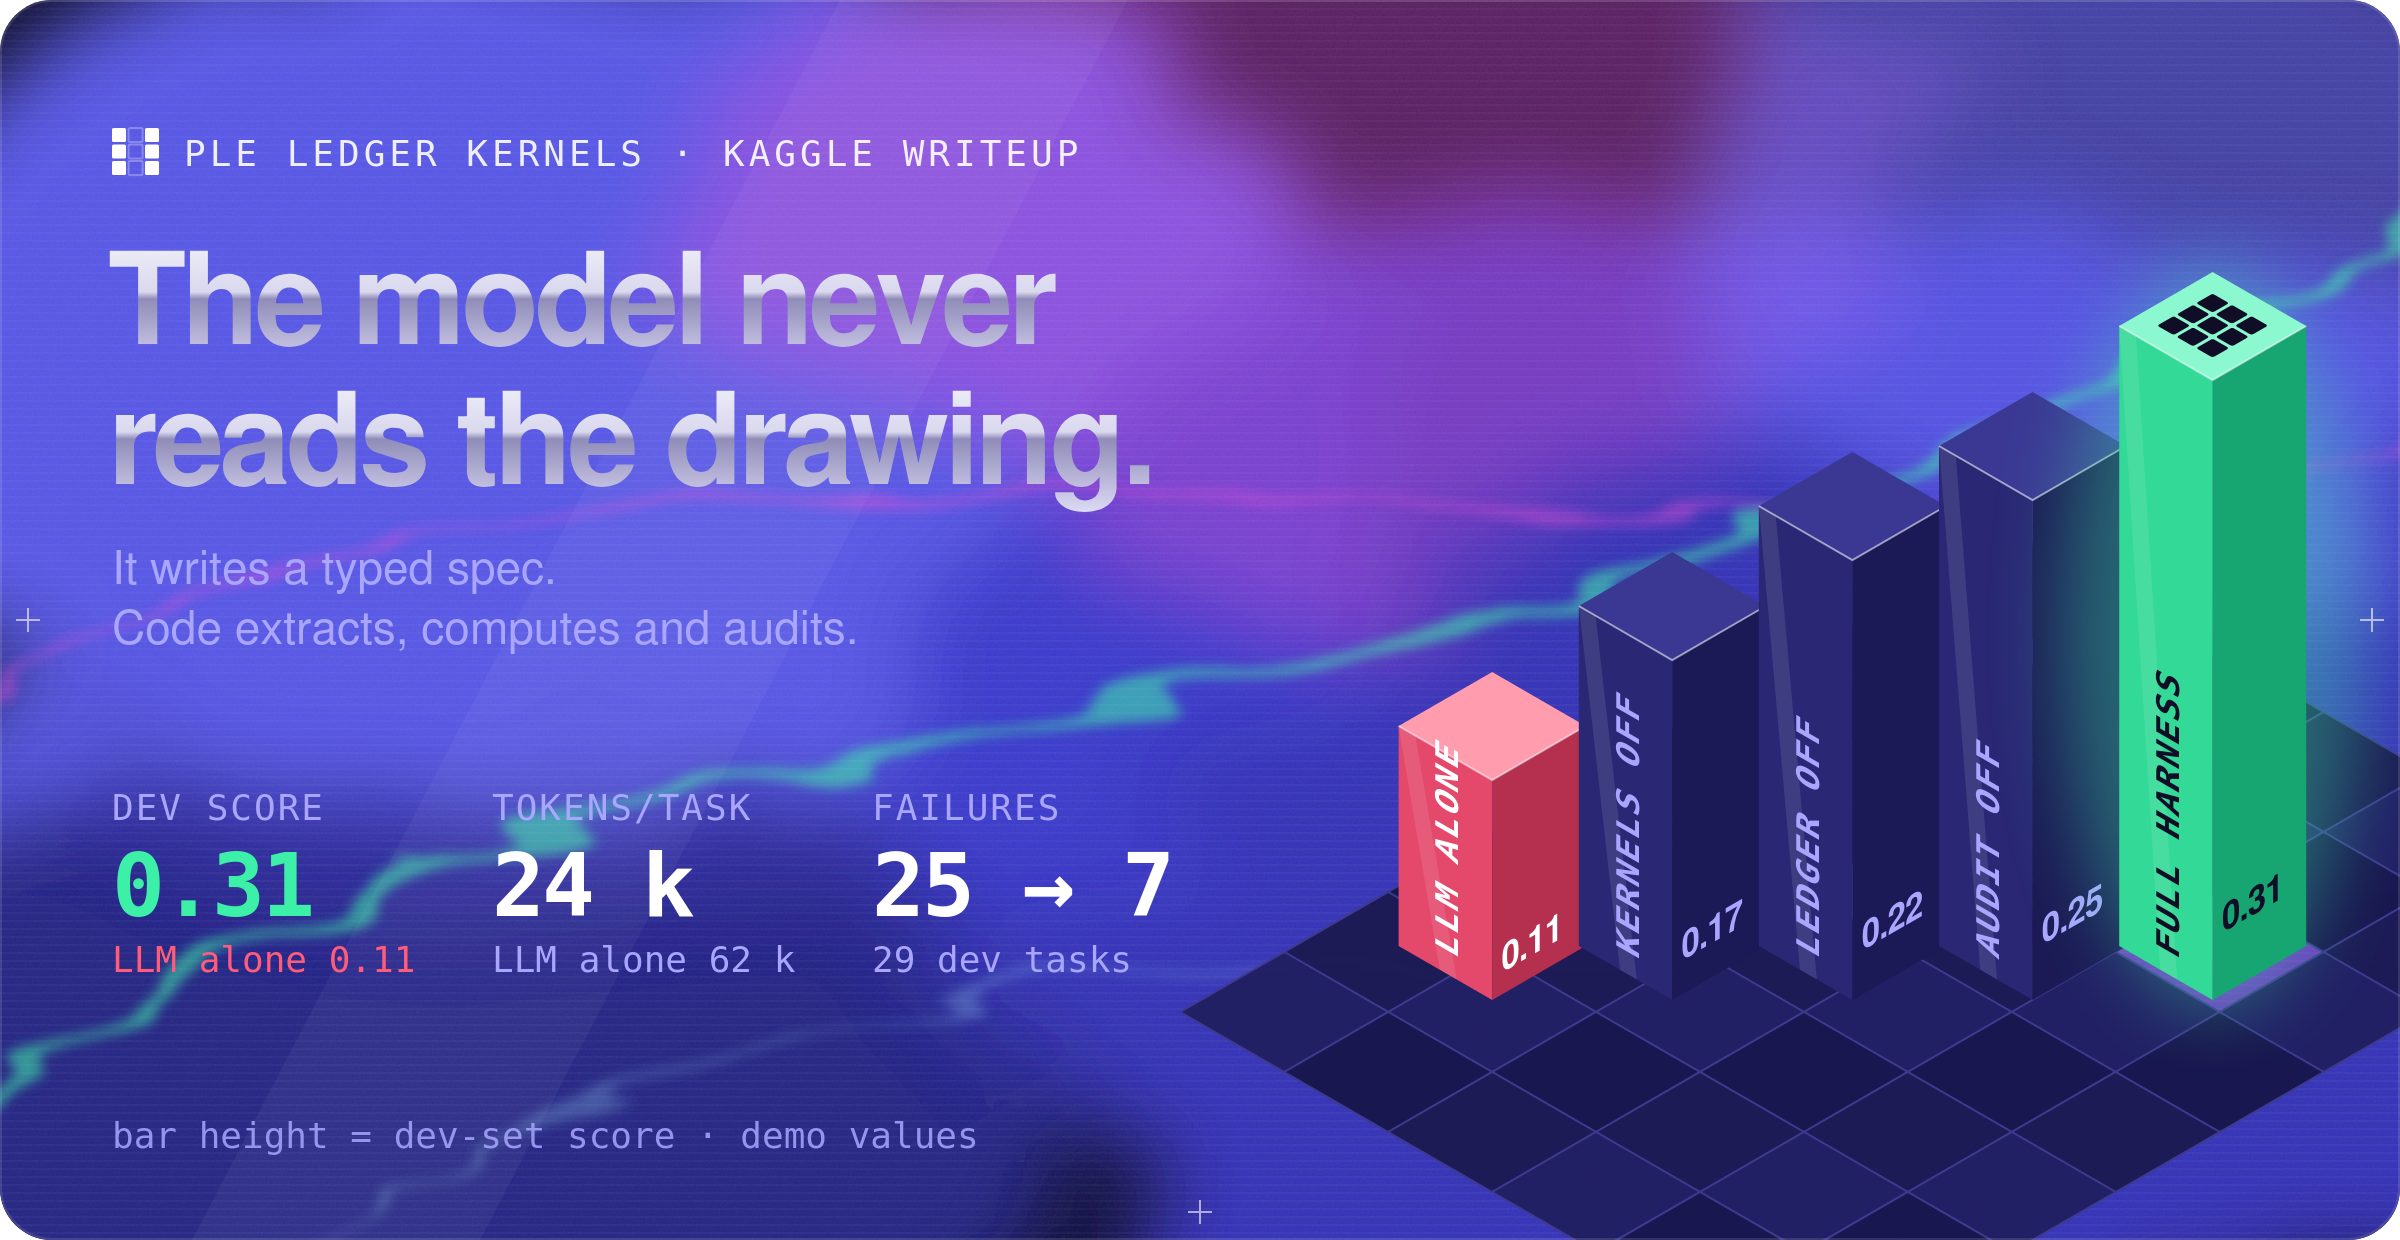 PLE LEDGER KERNELS · KAGGLE WRITEUP
The model never
reads the drawing.
It writes a typed spec.
Code extracts, computes and audits.
DEV SCORE
0.31
LLM alone 0.11
TOKENS/TASK
24 k
LLM alone 62 k
FAILURES
25 → 7
29 dev tasks
bar height = dev-set score · demo values
LLM ALONE
0.11
KERNELS OFF
0.17
LEDGER OFF
0.22
AUDIT OFF
0.25
FULL HARNESS
0.31